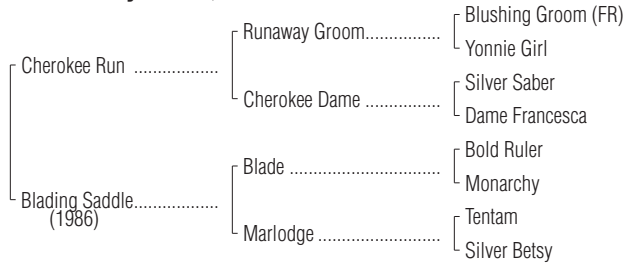 Blushing Groom (FR)
Runaway Groom.................
Yonnie Girl
Cherokee Run ...................
Silver Saber
Cherokee Dame .................
Dame Francesca
Bold Ruler
Blade ..................................
Monarchy
Blading Saddle...................
(1986)
Tentam
Marlodge ............................
Silver Betsy